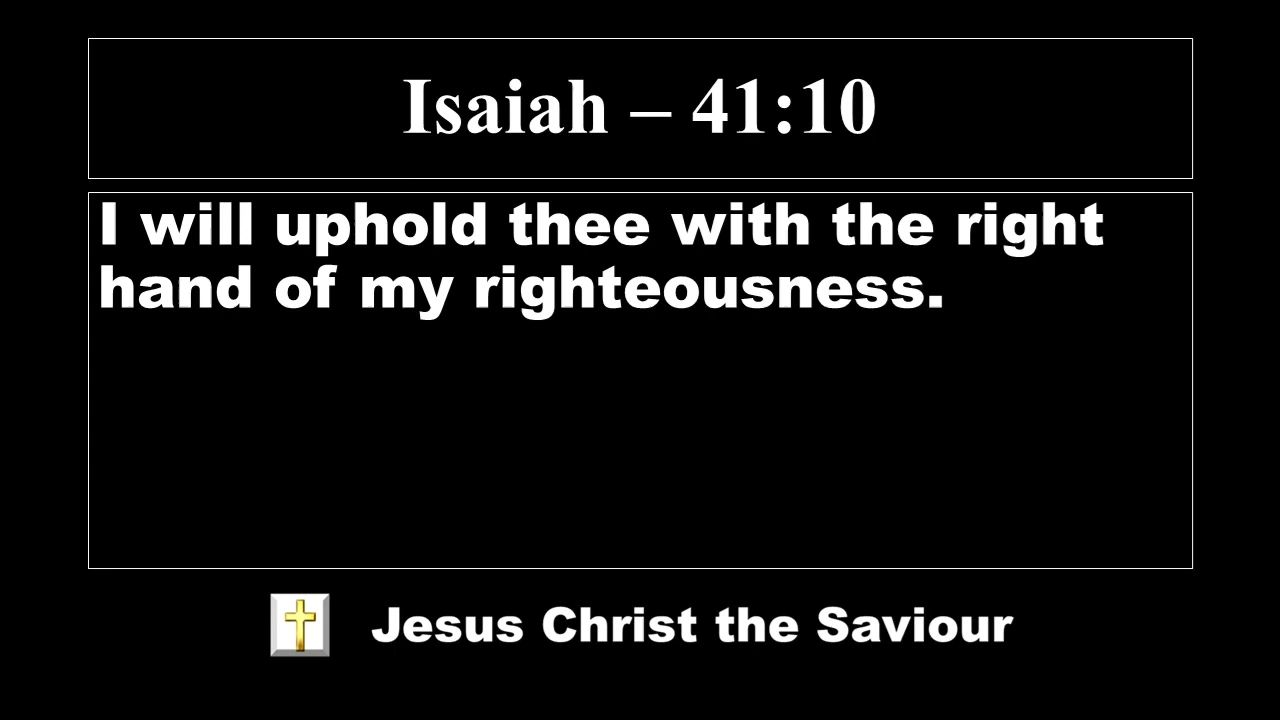 Isaiah – 41:10
I will uphold thee with the right
hand of my righteousness.
Jesus Christ the Saviour